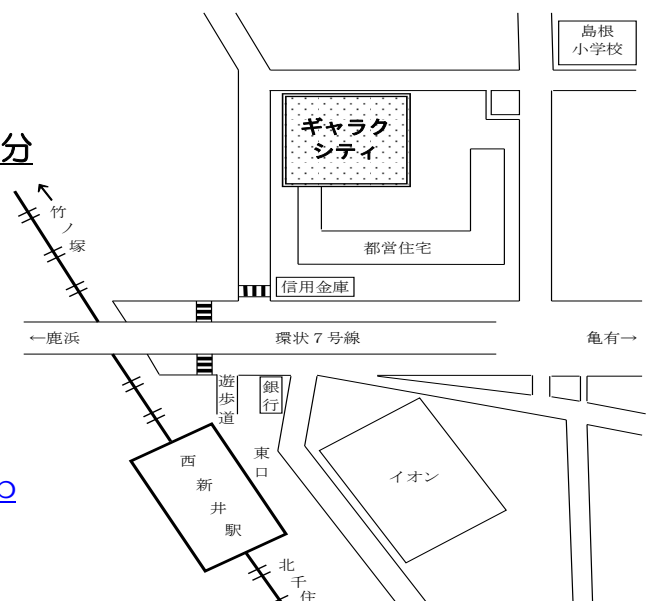 島根
小学校
分
ギャラク
シティ
竹ノ塚
都営住宅
信用金庫
←鹿浜
環状７号線
亀有→
遊歩道
銀行
東口
西新井駅
イオン
北千住